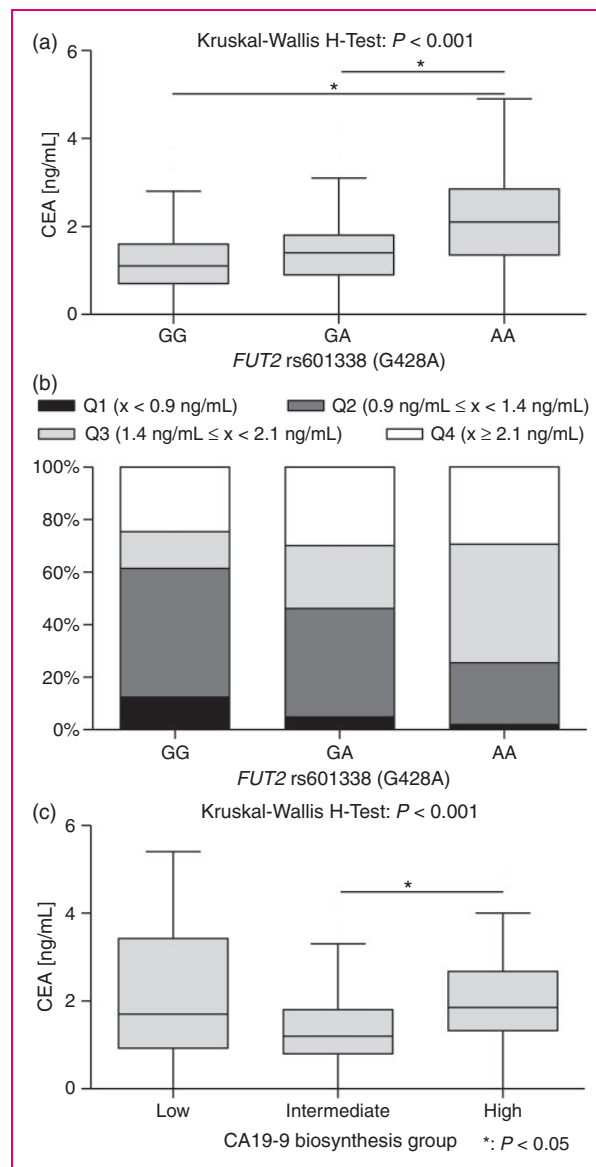 (a) Kruskal-Wallis H-Test: P < 0.001
6
*
*
4
CEA [ng/mL]
2
0
GG GA AA
FUT2 rs601338 (G428A)
(b)
Q1 (x < 0.9 ng/mL) Q2 (0.9 ng/mL ≤ x < 1.4 ng/mL)
Q3 (1.4 ng/mL ≤ x < 2.1 ng/mL) Q4 (x ≥ 2.1 ng/mL)
100%
80%
60%
40%
20%
0%
GG GA AA
FUT2 rs601338 (G428A)
(c) Kruskal-Wallis H-Test: P < 0.001
6
*
4
CEA [ng/mL]
2
0
Low Intermediate High
CA19-9 biosynthesis group *: P < 0.05